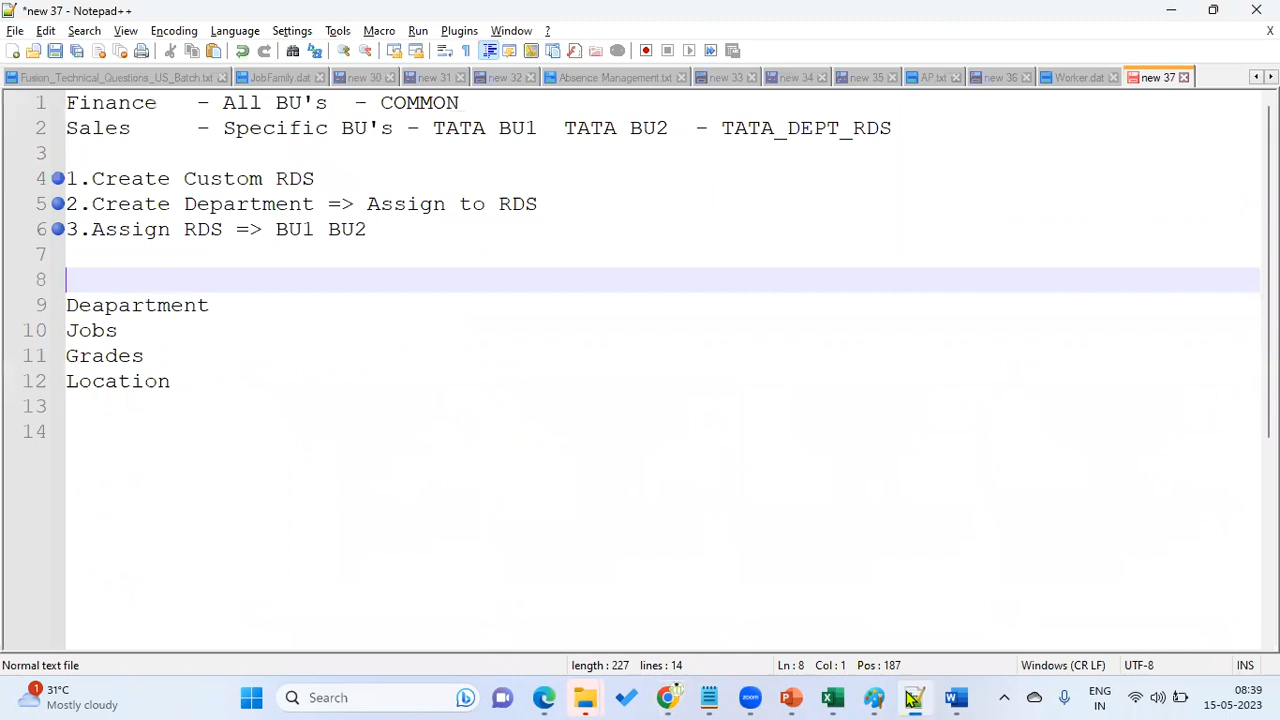 *new 37 - Notepad++
File Edit Search View Encoding Language Settings Tools Macro Run Plugins Window ?
Fusion_Technical_Questions_US_Batch.txt JobFamily.dat new 30 new 31 new 32 Absence Management.txt new 33 new 34 new 35 AP.txt new 36 Worker.dat new 37
1 Finance - All BU's - COMMON
2 Sales - Specific BU's - TATA BU1 TATA BU2 - TATA_DEPT_RDS
3
4 1.Create Custom RDS
5 2.Create Department => Assign to RDS
6 3.Assign RDS => BU1 BU2
7
8
9 Deapartment
10 Jobs
11 Grades
12 Location
13
14
Normal text file length : 227 lines : 14 Ln : 8 Col : 1 Pos : 187 Windows (CR LF) UTF-8 INS
1 31°C
Mostly cloudy
Search
zoom
ENG
IN
08:39
15-05-2023